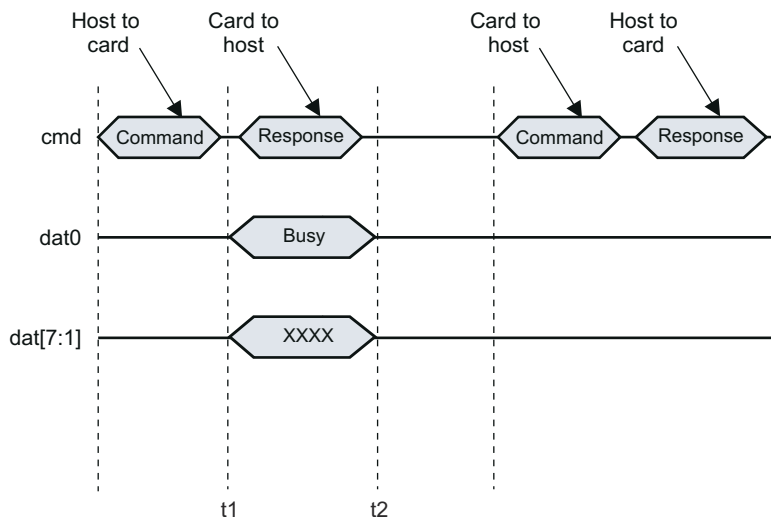 Host to
card
Card to
host
Card to
host
Host to
card
cmd
Command
Response
Command
Response
dat0
Busy
dat[7:1]
XXXX
t1
t2